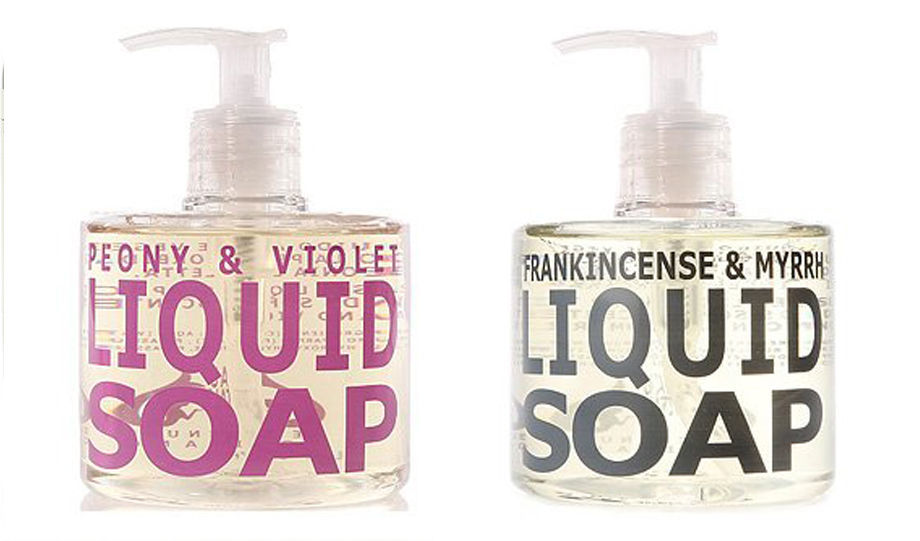 PEONY & VIOLET
LIQUID
SOAP
FRANKINCENSE & MYRRH
LIQUID
SOAP